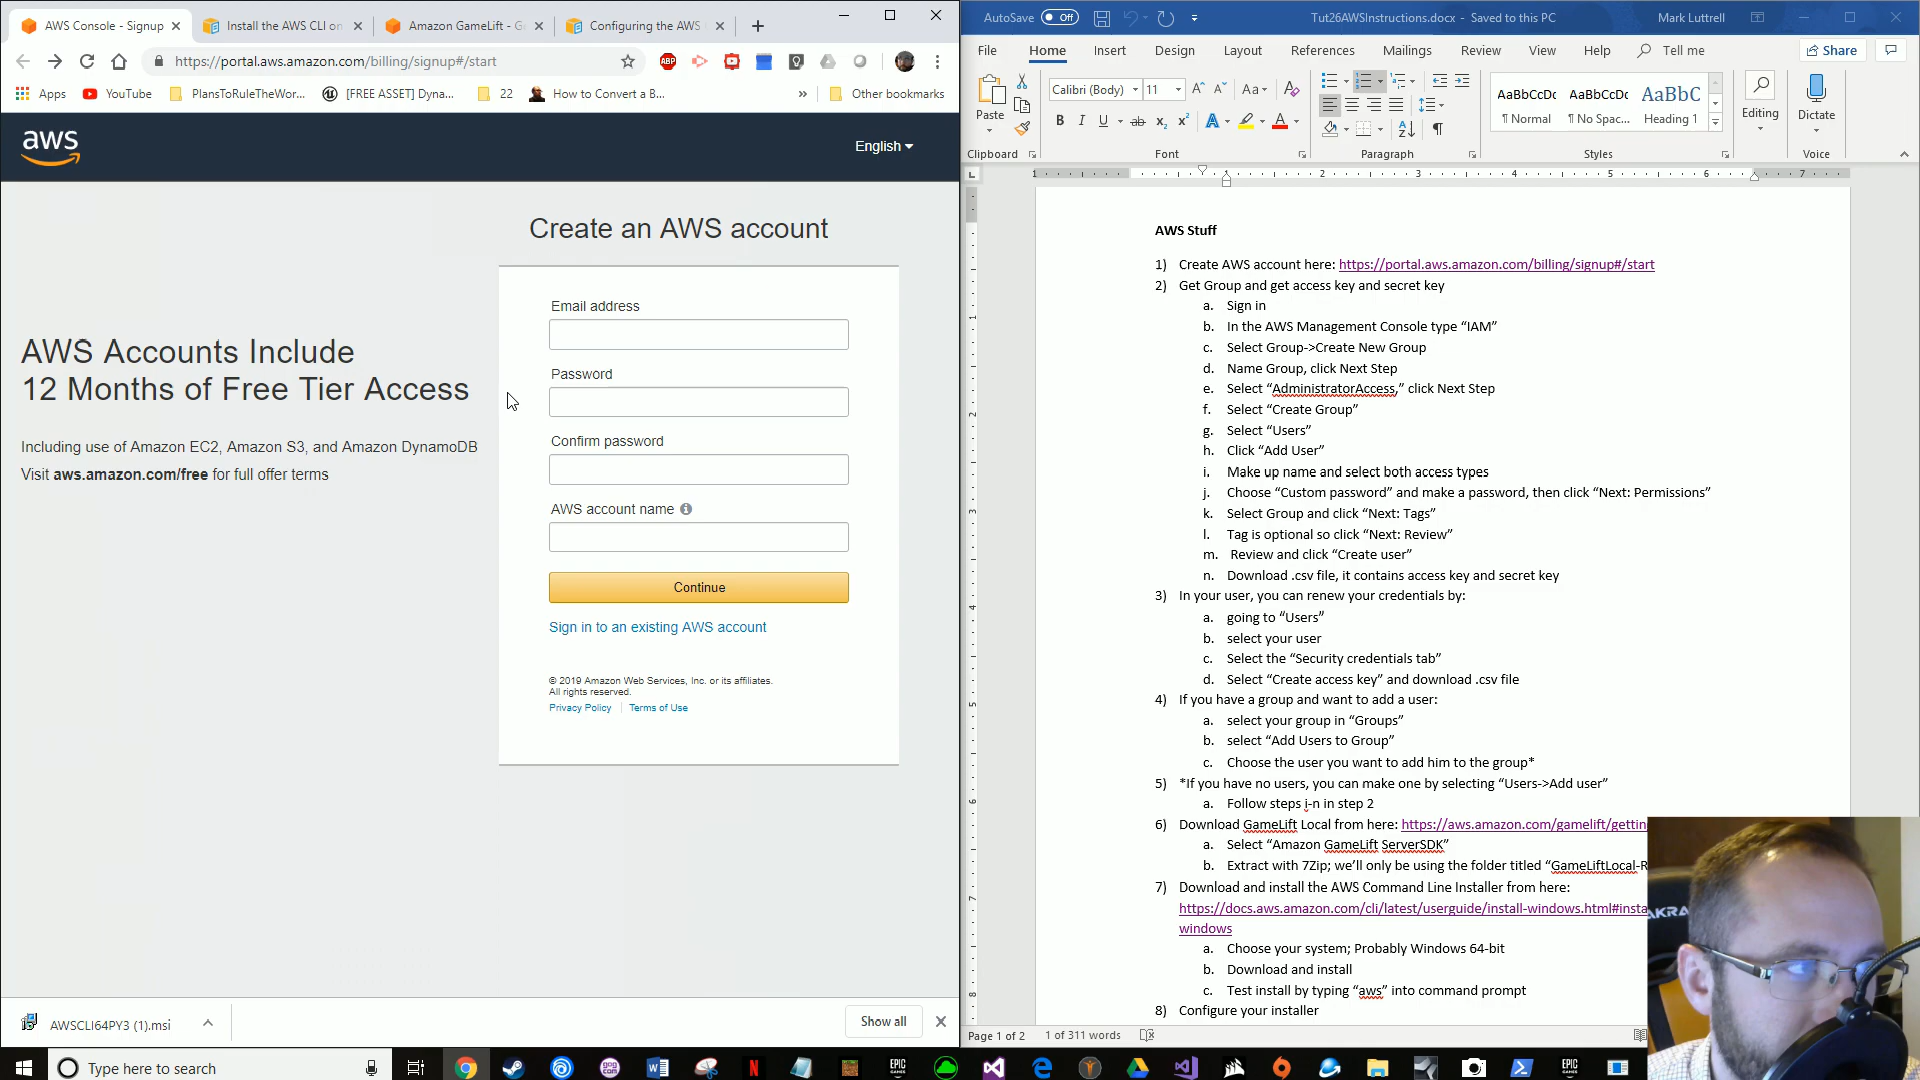 AWS Console - Signup
Install the AWS CLI on
Amazon GameLift - Ge
Configuring the AWS
https://portal.aws.amazon.com/billing/signup#/start
ABP
Apps
YouTube
PlansToRuleTheWor...
[FREE ASSET] Dyna...
22
How to Convert a B...
Other bookmarks
aws
English
Create an AWS account
AWS Accounts Include
12 Months of Free Tier Access
Including use of Amazon EC2, Amazon S3, and Amazon DynamoDB
Visit aws.amazon.com/free for full offer terms
Email address
Password
Confirm password
AWS account name
Continue
Sign in to an existing AWS account
© 2019 Amazon Web Services, Inc. or its affiliates.
All rights reserved.
Privacy Policy
Terms of Use
AWSCLI64PY3 (1).msi
Show all
AutoSave
Off
Tut26AWSInstructions.docx - Saved to this PC
Mark Luttrell
File
Home
Insert
Design
Layout
References
Mailings
Review
View
Help
Tell me
Share
Paste
Clipboard
Calibri (Body)
11
Font
Paragraph
AaBbCcDc
¶ Normal
AaBbCcDc
¶ No Spac...
AaBbC
Heading 1
Styles
Editing
Dictate
Voice
AWS Stuff
1) Create AWS account here: https://portal.aws.amazon.com/billing/signup#/start
2) Get Group and get access key and secret key
a. Sign in
b. In the AWS Management Console type “IAM”
c. Select Group->Create New Group
d. Name Group, click Next Step
e. Select “AdministratorAccess,” click Next Step
f. Select “Create Group”
g. Select “Users”
h. Click “Add User”
i. Make up name and select both access types
j. Choose “Custom password” and make a password, then click “Next: Permissions”
k. Select Group and click “Next: Tags”
l. Tag is optional so click “Next: Review”
m. Review and click “Create user”
n. Download .csv file, it contains access key and secret key
3) In your user, you can renew your credentials by:
a. going to “Users”
b. select your user
c. Select the “Security credentials tab”
d. Select “Create access key” and download .csv file
4) If you have a group and want to add a user:
a. select your group in “Groups”
b. select “Add Users to Group”
c. Choose the user you want to add him to the group*
5) *If you have no users, you can make one by selecting “Users->Add user”
a. Follow steps i-n in step 2
6) Download GameLift Local from here: https://aws.amazon.com/gamelift/gettin
a. Select “Amazon GameLift ServerSDK”
b. Extract with 7Zip; we’ll only be using the folder titled “GameLiftLocal-R
7) Download and install the AWS Command Line Installer from here:
https://docs.aws.amazon.com/cli/latest/userguide/install-windows.html#insta
windows
a. Choose your system; Probably Windows 64-bit
b. Download and install
c. Test install by typing “aws” into command prompt
8) Configure your installer
Page 1 of 2
1 of 311 words
Type here to search